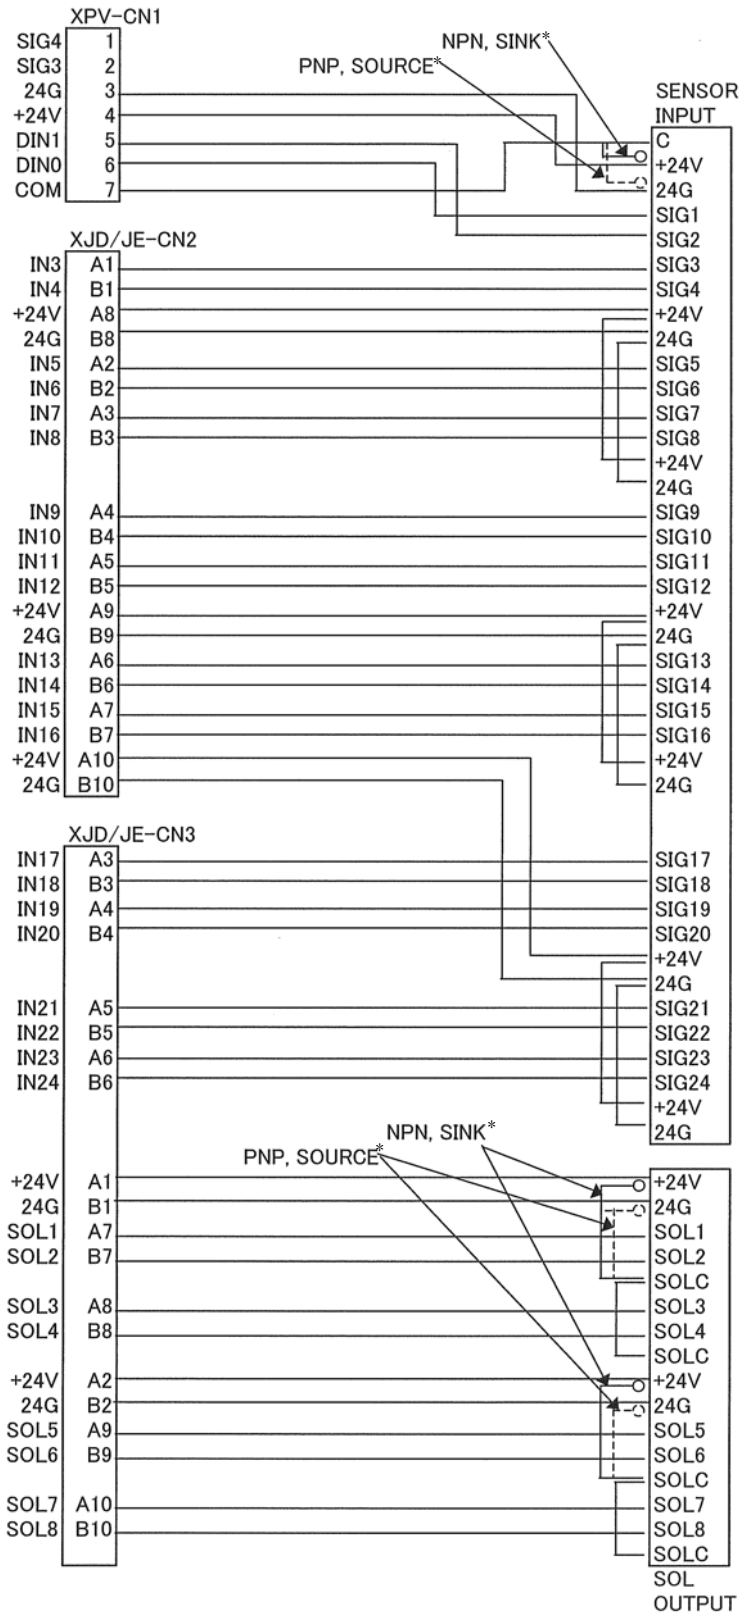 XPV-CN1
SIG4 1
SIG3 2
24G 3
+24V 4
DIN1 5
DIN0 6
COM 7
NPN, SINK*
PNP, SOURCE*
SENSOR
INPUT
C
+24V
24G
SIG1
SIG2
XJD/JE-CN2
IN3 A1 SIG3
IN4 B1 SIG4
+24V A8 +24V
24G B8 24G
IN5 A2 SIG5
IN6 B2 SIG6
IN7 A3 SIG7
IN8 B3 SIG8
+24V
24G
IN9 A4 SIG9
IN10 B4 SIG10
IN11 A5 SIG11
IN12 B5 SIG12
+24V A9 +24V
24G B9 24G
IN13 A6 SIG13
IN14 B6 SIG14
IN15 A7 SIG15
IN16 B7 SIG16
+24V A10 +24V
24G B10 24G
XJD/JE-CN3
IN17 A3 SIG17
IN18 B3 SIG18
IN19 A4 SIG19
IN20 B4 SIG20
+24V
24G
IN21 A5 SIG21
IN22 B5 SIG22
IN23 A6 SIG23
IN24 B6 SIG24
+24V
24G
NPN, SINK*
PNP, SOURCE*
+24V A1 +24V
24G B1 24G
SOL1 A7 SOL1
SOL2 B7 SOL2
SOLC
SOL3 A8 SOL3
SOL4 B8 SOL4
SOLC
+24V A2 +24V
24G B2 24G
SOL5 A9 SOL5
SOL6 B9 SOL6
SOLC
SOL7 A10 SOL7
SOL8 B10 SOL8
SOLC
SOL
OUTPUT